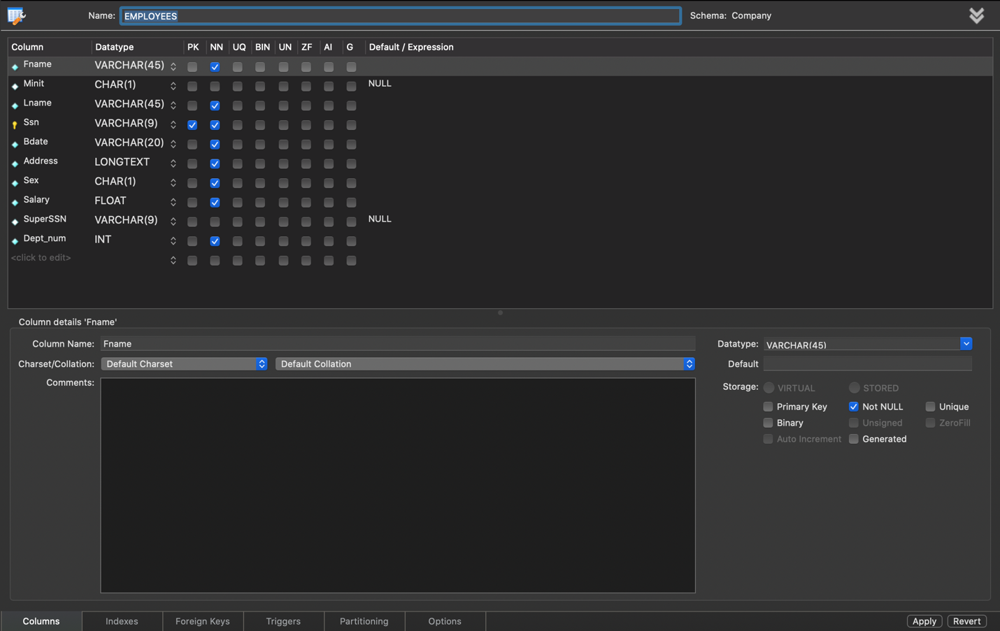 Name: EMPLOYEES Schema: Company
Column Datatype PK NN UQ BIN UN ZF AI G Default / Expression
Fname VARCHAR(45)
Minit CHAR(1) NULL
Lname VARCHAR(45)
Ssn VARCHAR(9)
Bdate VARCHAR(20)
Address LONGTEXT
Sex CHAR(1)
Salary FLOAT
SuperSSN VARCHAR(9) NULL
Dept_num INT
<click to edit>
Column details 'Fname'
Column Name: Fname Datatype: VARCHAR(45)
Charset/Collation: Default Charset Default Collation Default
Comments: Storage: VIRTUAL STORED
Primary Key Not NULL Unique
Binary Unsigned ZeroFill
Auto Increment Generated
Columns Indexes Foreign Keys Triggers Partitioning Options Apply Revert